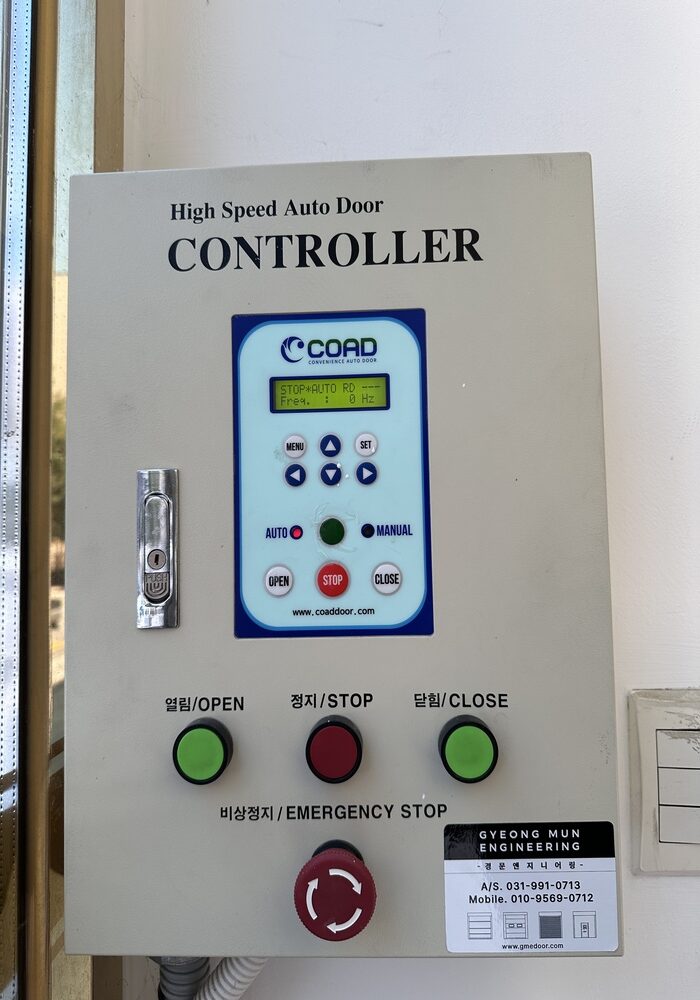 High Speed Auto Door
CONTROLLER
COAD
CONVENIENCE AUTO DOOR
STOP*AUTO RD ---
Freq. : 0 Hz
MENU
SET
AUTO
MANUAL
OPEN
STOP
CLOSE
www.coaddoor.com
PUSH
열림/OPEN
정지/STOP
닫힘/CLOSE
비상정지/EMERGENCY STOP
GYEONG MUN
ENGINEERING
- 경문엔지니어링 -
A/S. 031-991-0713
Mobile. 010-9569-0712
www.gmedoor.com